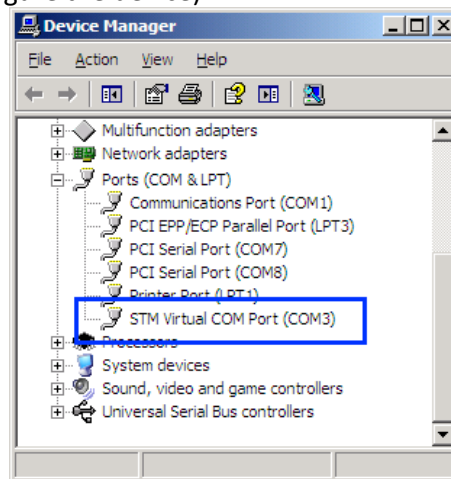 Device Manager
File Action View Help
Multifunction adapters
Network adapters
Ports (COM & LPT)
Communications Port (COM1)
PCI EPP/ECP Parallel Port (LPT3)
PCI Serial Port (COM7)
PCI Serial Port (COM8)
Printer Port (LPT1)
STM Virtual COM Port (COM3)
Processors
System devices
Sound, video and game controllers
Universal Serial Bus controllers